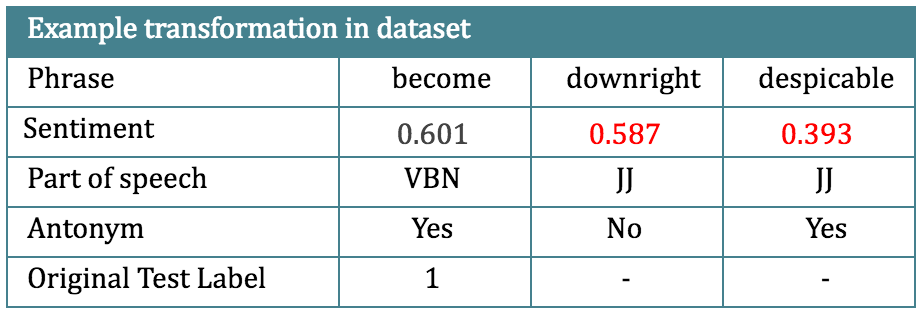 Example transformation in dataset
Phrase become downright despicable
Sentiment 0.601 0.587 0.393
Part of speech VBN JJ JJ
Antonym Yes No Yes
Original Test Label 1 - -